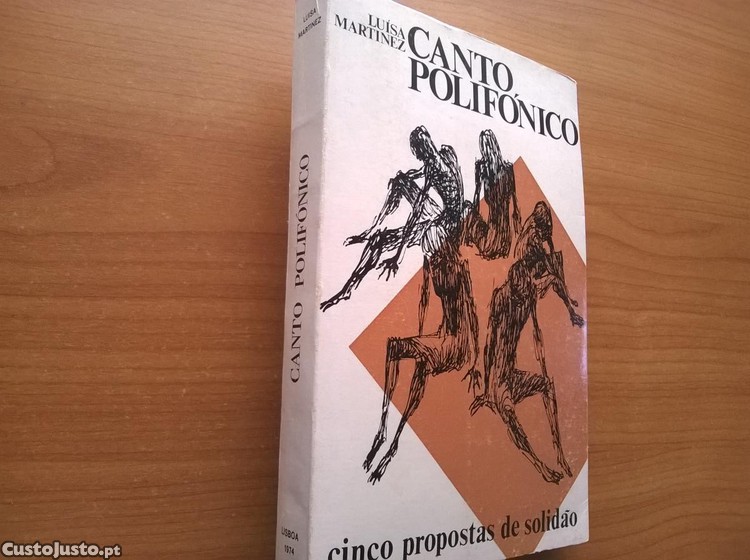 LUÍSA
MARTINEZ
CANTO
POLIFÓNICO
cinco propostas de solidão
LUÍSA
MARTINEZ
CANTO POLIFÓNICO
LISBOA
1974
CustoJusto.pt